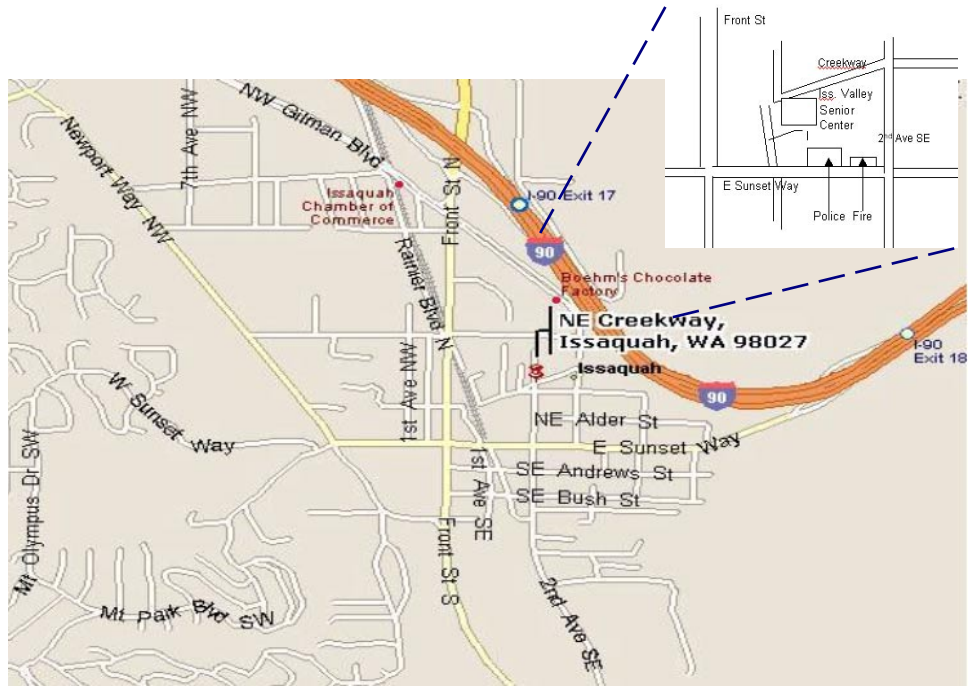 Front St
Creekway
Iss. Valley
Senior
Center
2nd Ave SE
E Sunset Way
Police
Fire
NW Gilman Blvd
7th Ave NW
Newport Way NW
Issaquah
Chamber of
Commerce
Front St N
I-90 Exit 17
90
Rainier Blvd N
Boehm's Chocolate
Factory
NE Creekway,
Issaquah, WA 98027
I-90
Exit 18
Issaquah
90
1st Ave NW
W Sunset Way
NE Alder St
E Sunset Way
Mt Olympus Dr SW
1st Ave SE
SE Andrews St
SE Bush St
Front St S
2nd Ave SE
Mt Park Blvd SW